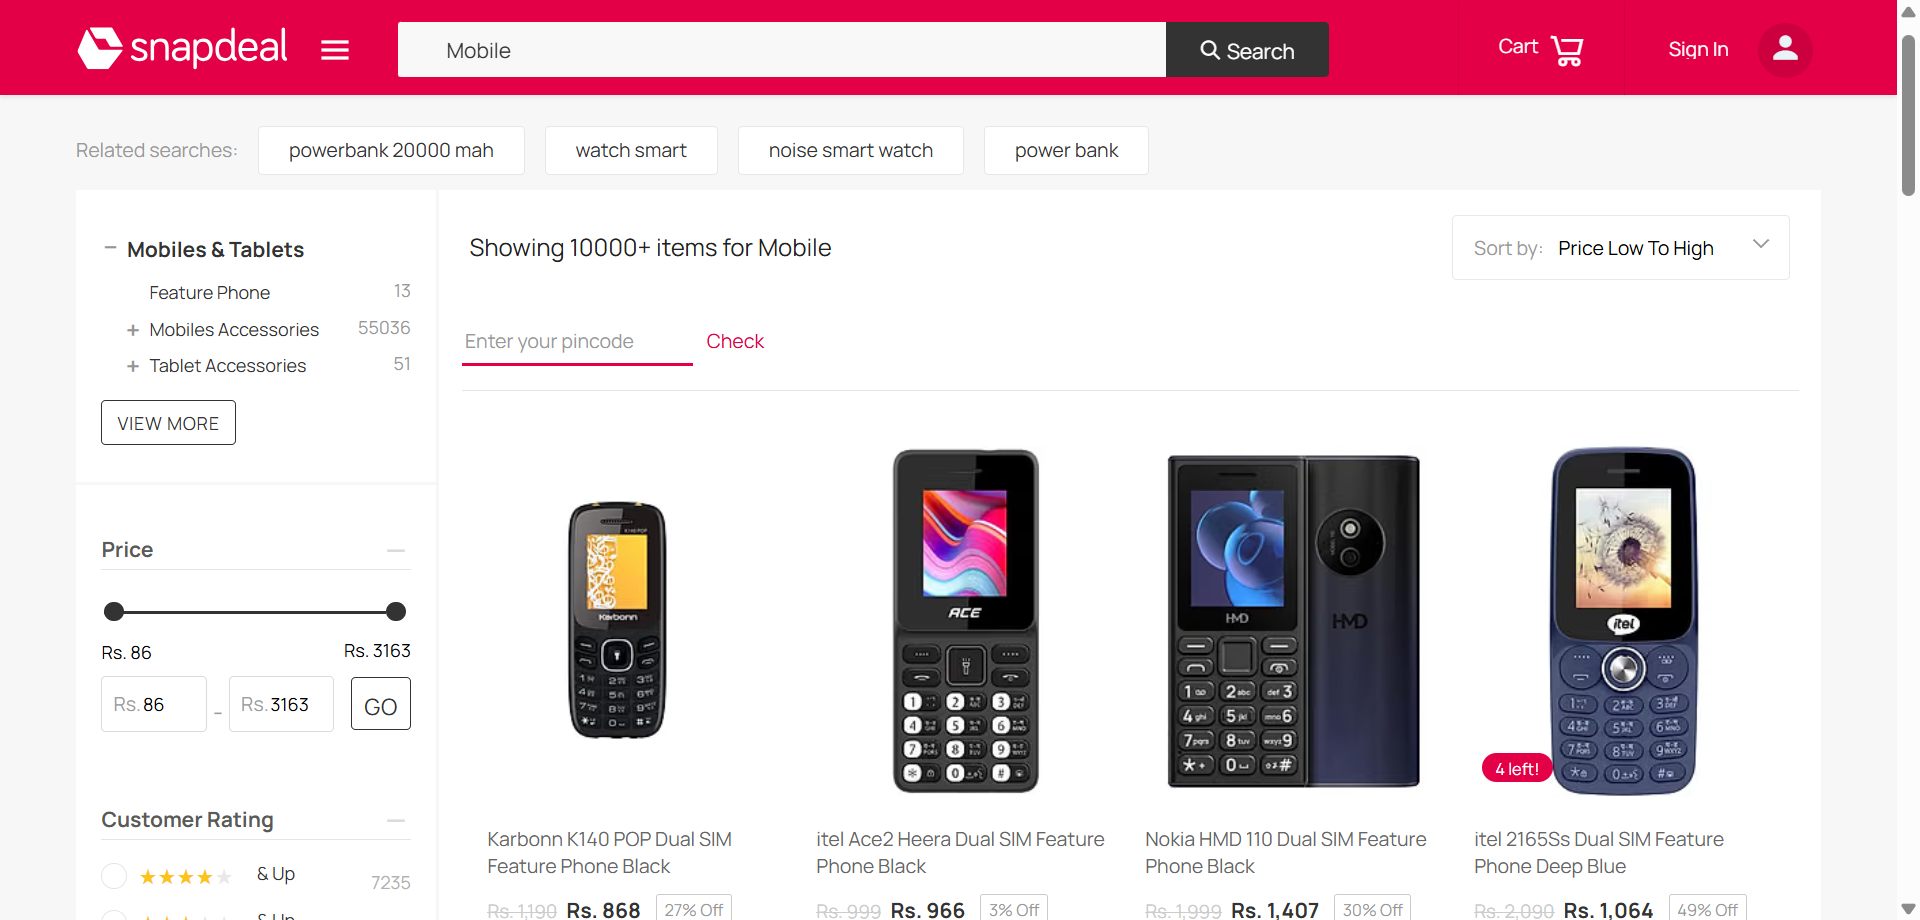 snapdeal
Mobile
Search
Cart
Sign In
Related searches:
powerbank 20000 mah
watch smart
noise smart watch
power bank
Mobiles & Tablets
Feature Phone 13
Mobiles Accessories 55036
Tablet Accessories 51
VIEW MORE
Price
Rs. 86
Rs. 3163
Rs. 86 - Rs. 3163
GO
Customer Rating
& Up 7235
& Up
Showing 10000+ items for Mobile
Sort by: Price Low To High
Enter your pincode
Check
Karbonn
ACE
HMD
HMD
itel
4 left!
Karbonn K140 POP Dual SIM
Feature Phone Black
Rs. 1,190 Rs. 868 27% Off
itel Ace2 Heera Dual SIM Feature
Phone Black
Rs. 999 Rs. 966 3% Off
Nokia HMD 110 Dual SIM Feature
Phone Black
Rs. 1,999 Rs. 1,407 30% Off
itel 2165Ss Dual SIM Feature
Phone Deep Blue
Rs. 2,090 Rs. 1,064 49% Off